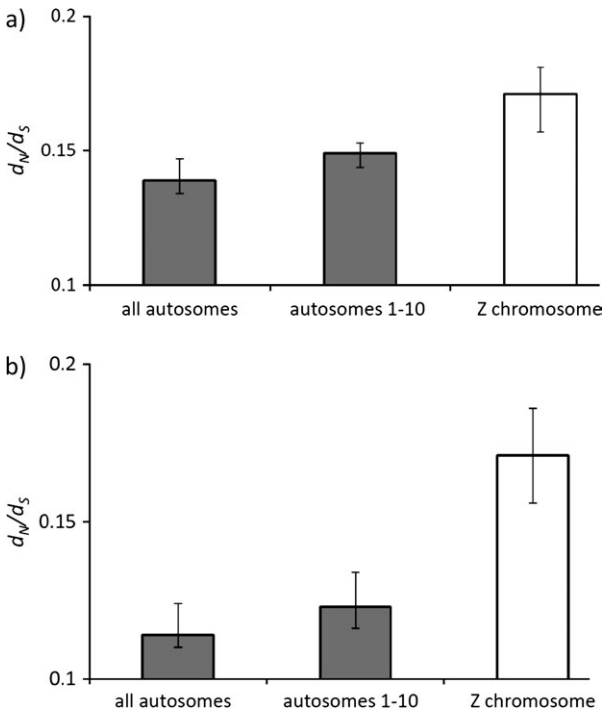 a)
0.2
0.15
0.1
dN/dS
all autosomes autosomes 1-10 Z chromosome
b)
0.2
0.15
0.1
dN/dS
all autosomes autosomes 1-10 Z chromosome